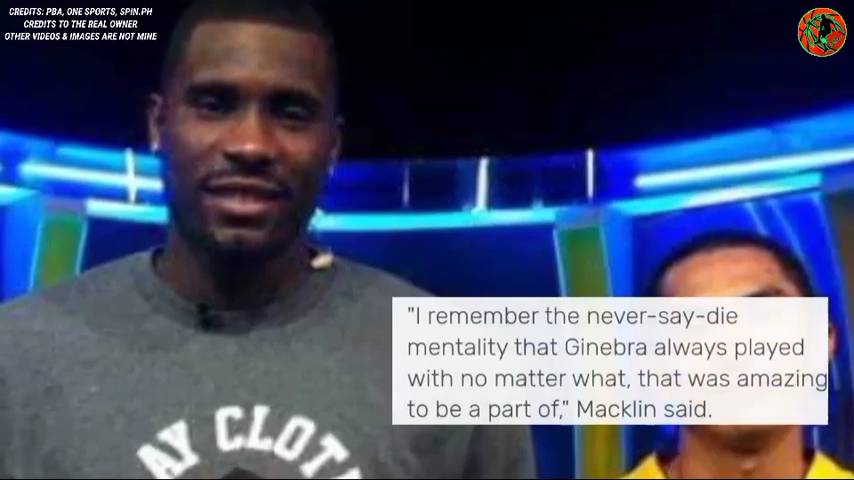 CREDITS: PBA, ONE SPORTS, SPIN.PH
CREDITS TO THE REAL OWNER
OTHER VIDEOS & IMAGES ARE NOT MINE
"I remember the never-say-die
mentality that Ginebra always played
with no matter what, that was amazing
to be a part of," Macklin said.
AY CLOT